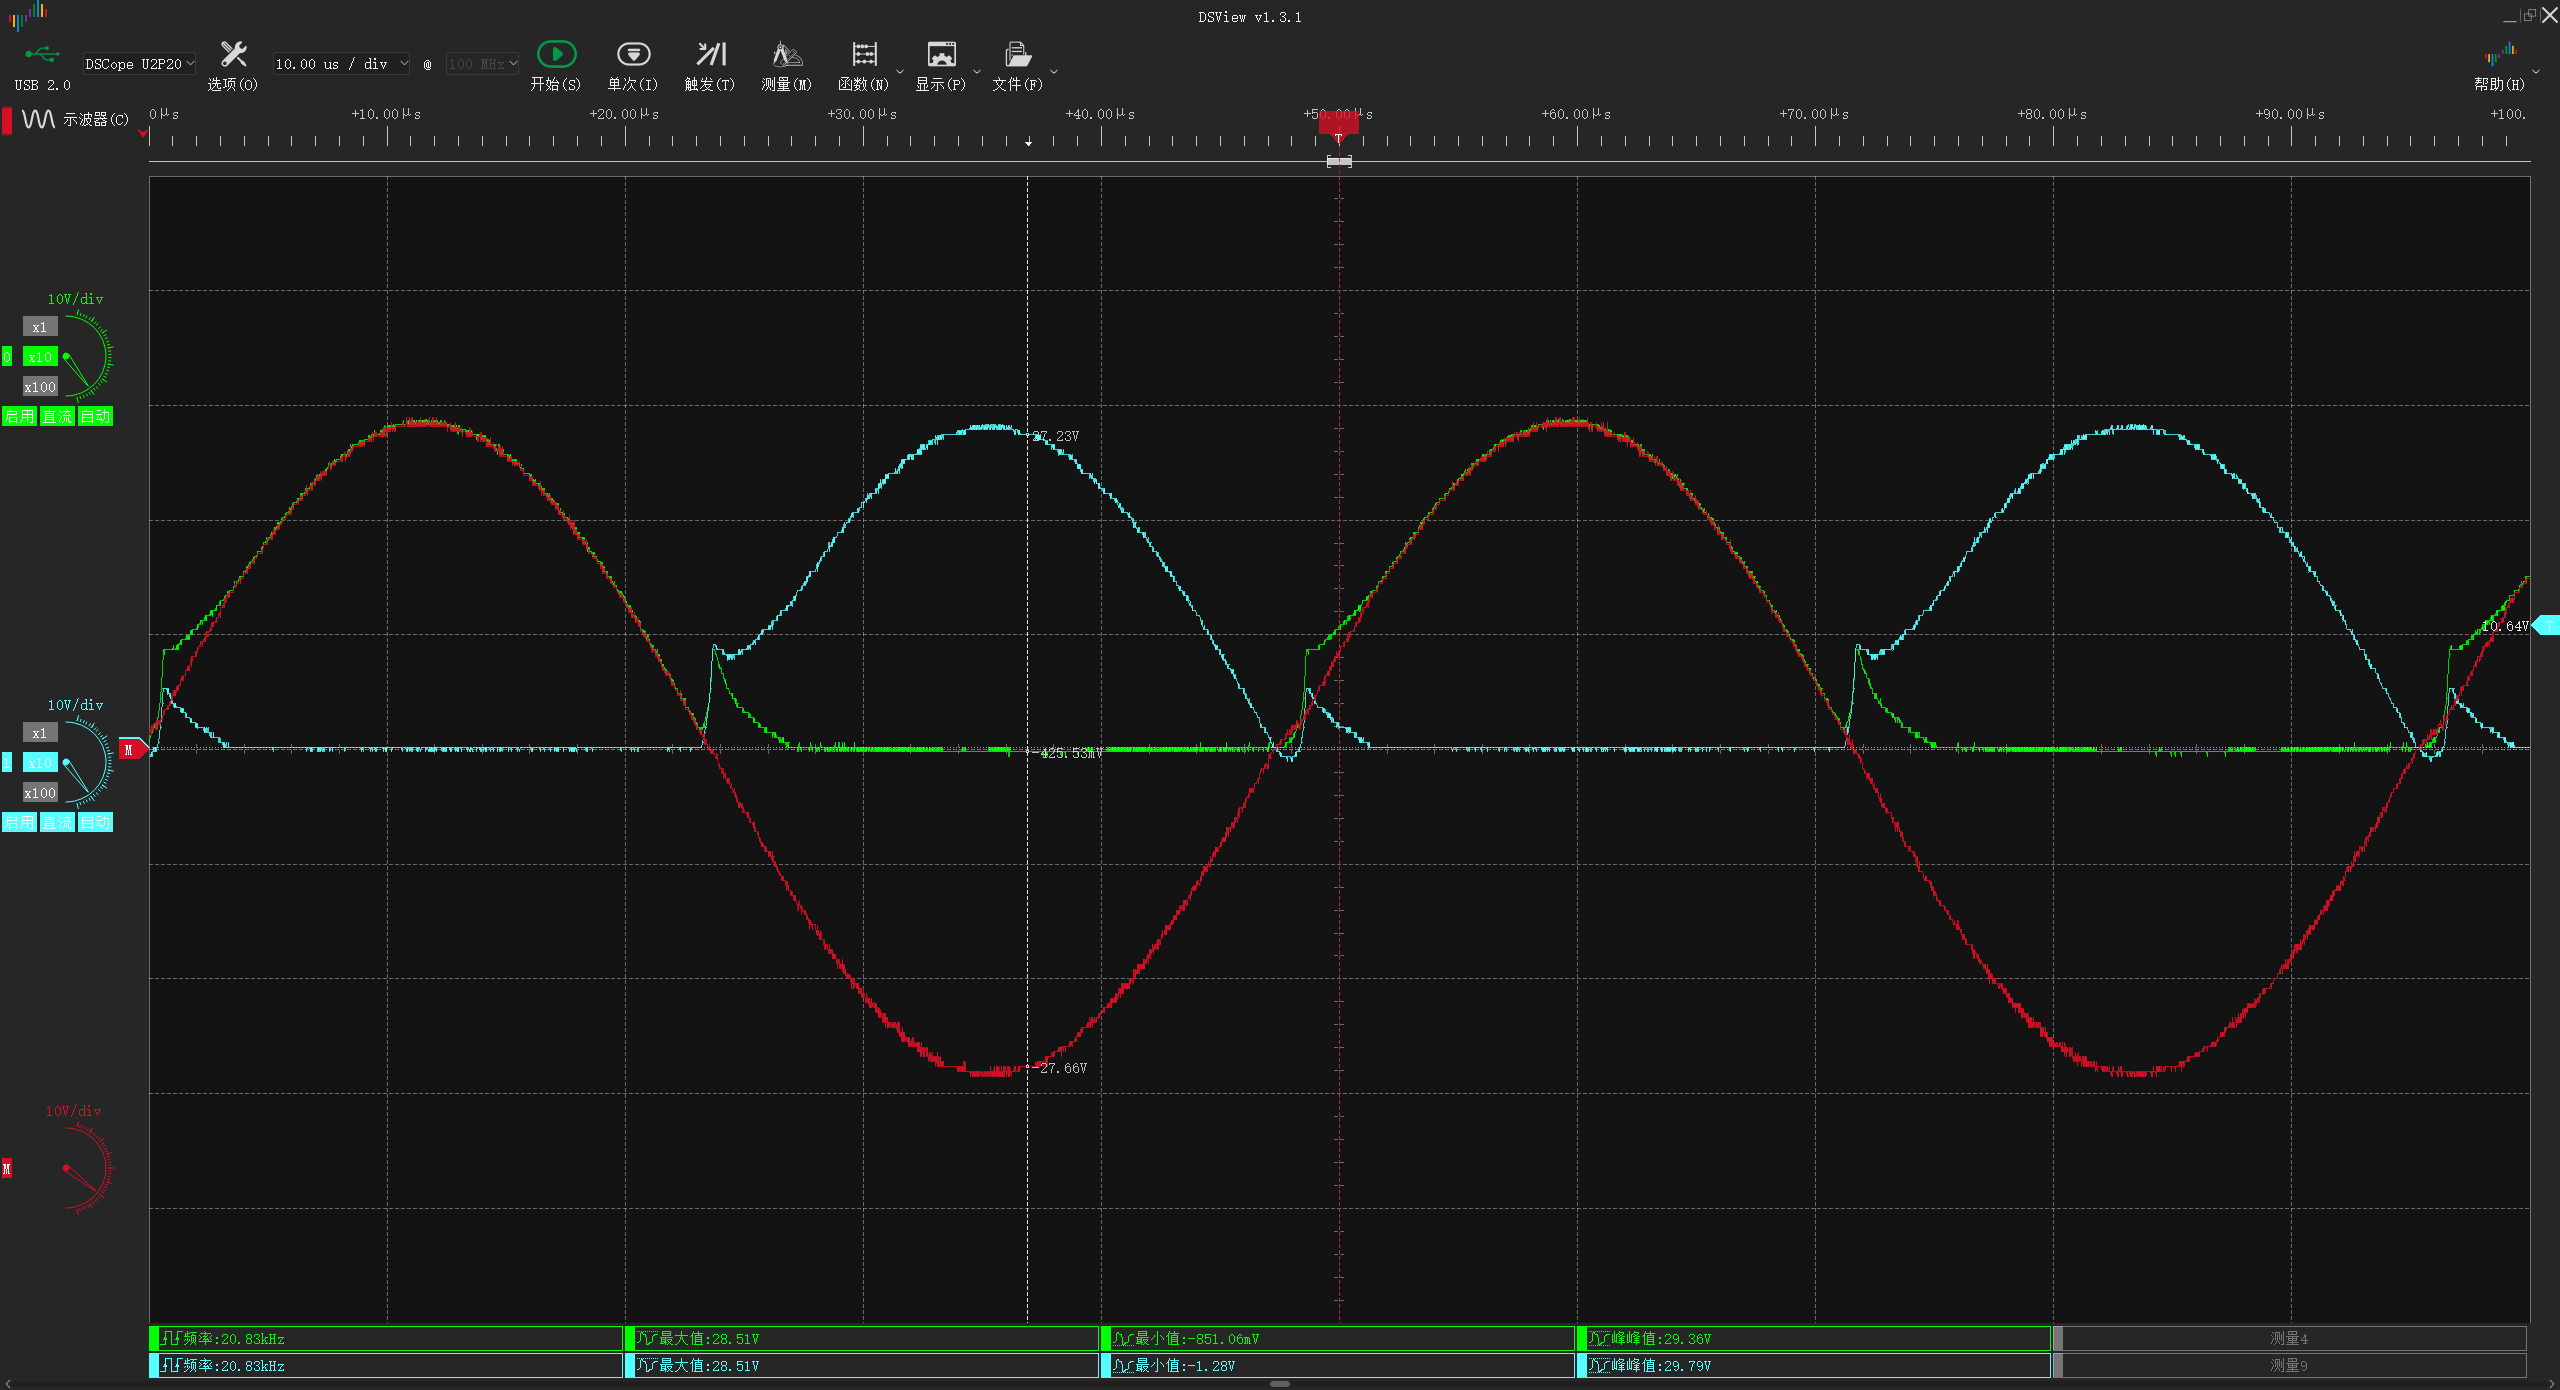 DSView v1.3.1
USB 2.0
DSCope U2P20
选项(O)
10.00 us / div
@
100 MHz
开始(S)
单次(I)
触发(T)
测量(M)
函数(N)
显示(P)
文件(F)
帮助(H)
示波器(C)
0μs
+10.00μs
+20.00μs
+30.00μs
+40.00μs
+50.00μs
+60.00μs
+70.00μs
+80.00μs
+90.00μs
+100.
T
10V/div
x1
0
x10
x100
启用 直流 自动
27.23V
10.64V
T
10V/div
x1
1
x10
x100
启用 直流 自动
M
-425.53mV
-27.66V
10V/div
M
频率:20.83kHz
最大值:28.51V
最小值:-851.06mV
峰峰值:29.36V
测量4
频率:20.83kHz
最大值:28.51V
最小值:-1.28V
峰峰值:29.79V
测量9